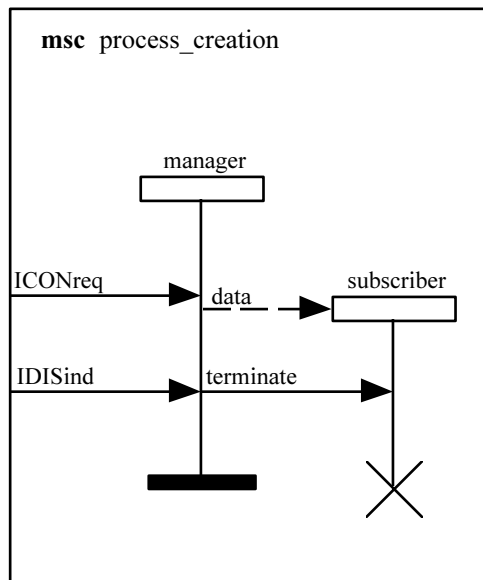 msc process_creation
manager
ICONreq
data
subscriber
IDISind
terminate